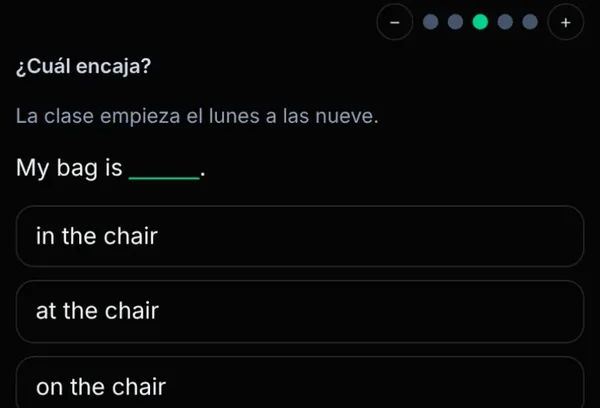 − +
¿Cuál encaja?
La clase empieza el lunes a las nueve.
My bag is ______.
in the chair
at the chair
on the chair